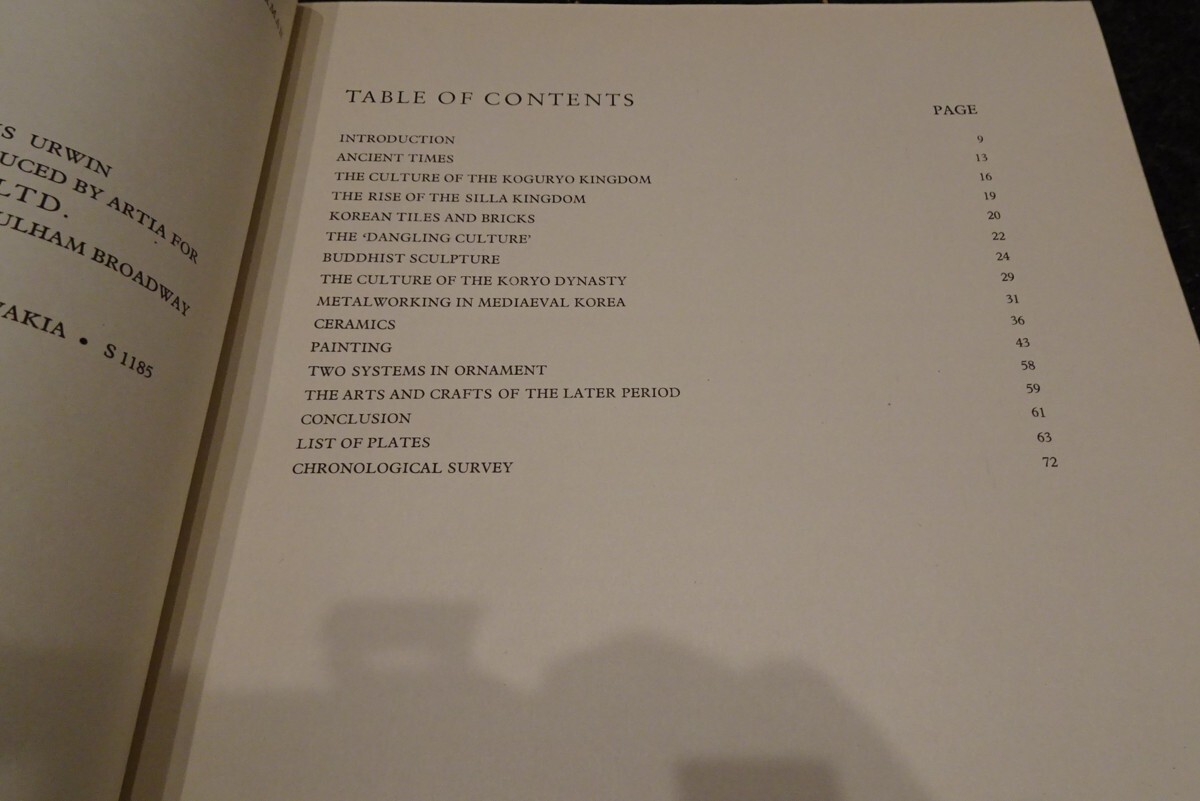 S URWIN
UCED BY ARTIA FOR
LTD.
ULHAM BROADWAY
AKIA • S 1185
TABLE OF CONTENTS
PAGE
INTRODUCTION 9
ANCIENT TIMES 13
THE CULTURE OF THE KOGURYO KINGDOM 16
THE RISE OF THE SILLA KINGDOM 19
KOREAN TILES AND BRICKS 20
THE ‘DANGLING CULTURE’ 22
BUDDHIST SCULPTURE 24
THE CULTURE OF THE KORYO DYNASTY 29
METALWORKING IN MEDIAEVAL KOREA 31
CERAMICS 36
PAINTING 43
TWO SYSTEMS IN ORNAMENT 58
THE ARTS AND CRAFTS OF THE LATER PERIOD 59
CONCLUSION 61
LIST OF PLATES 63
CHRONOLOGICAL SURVEY 72